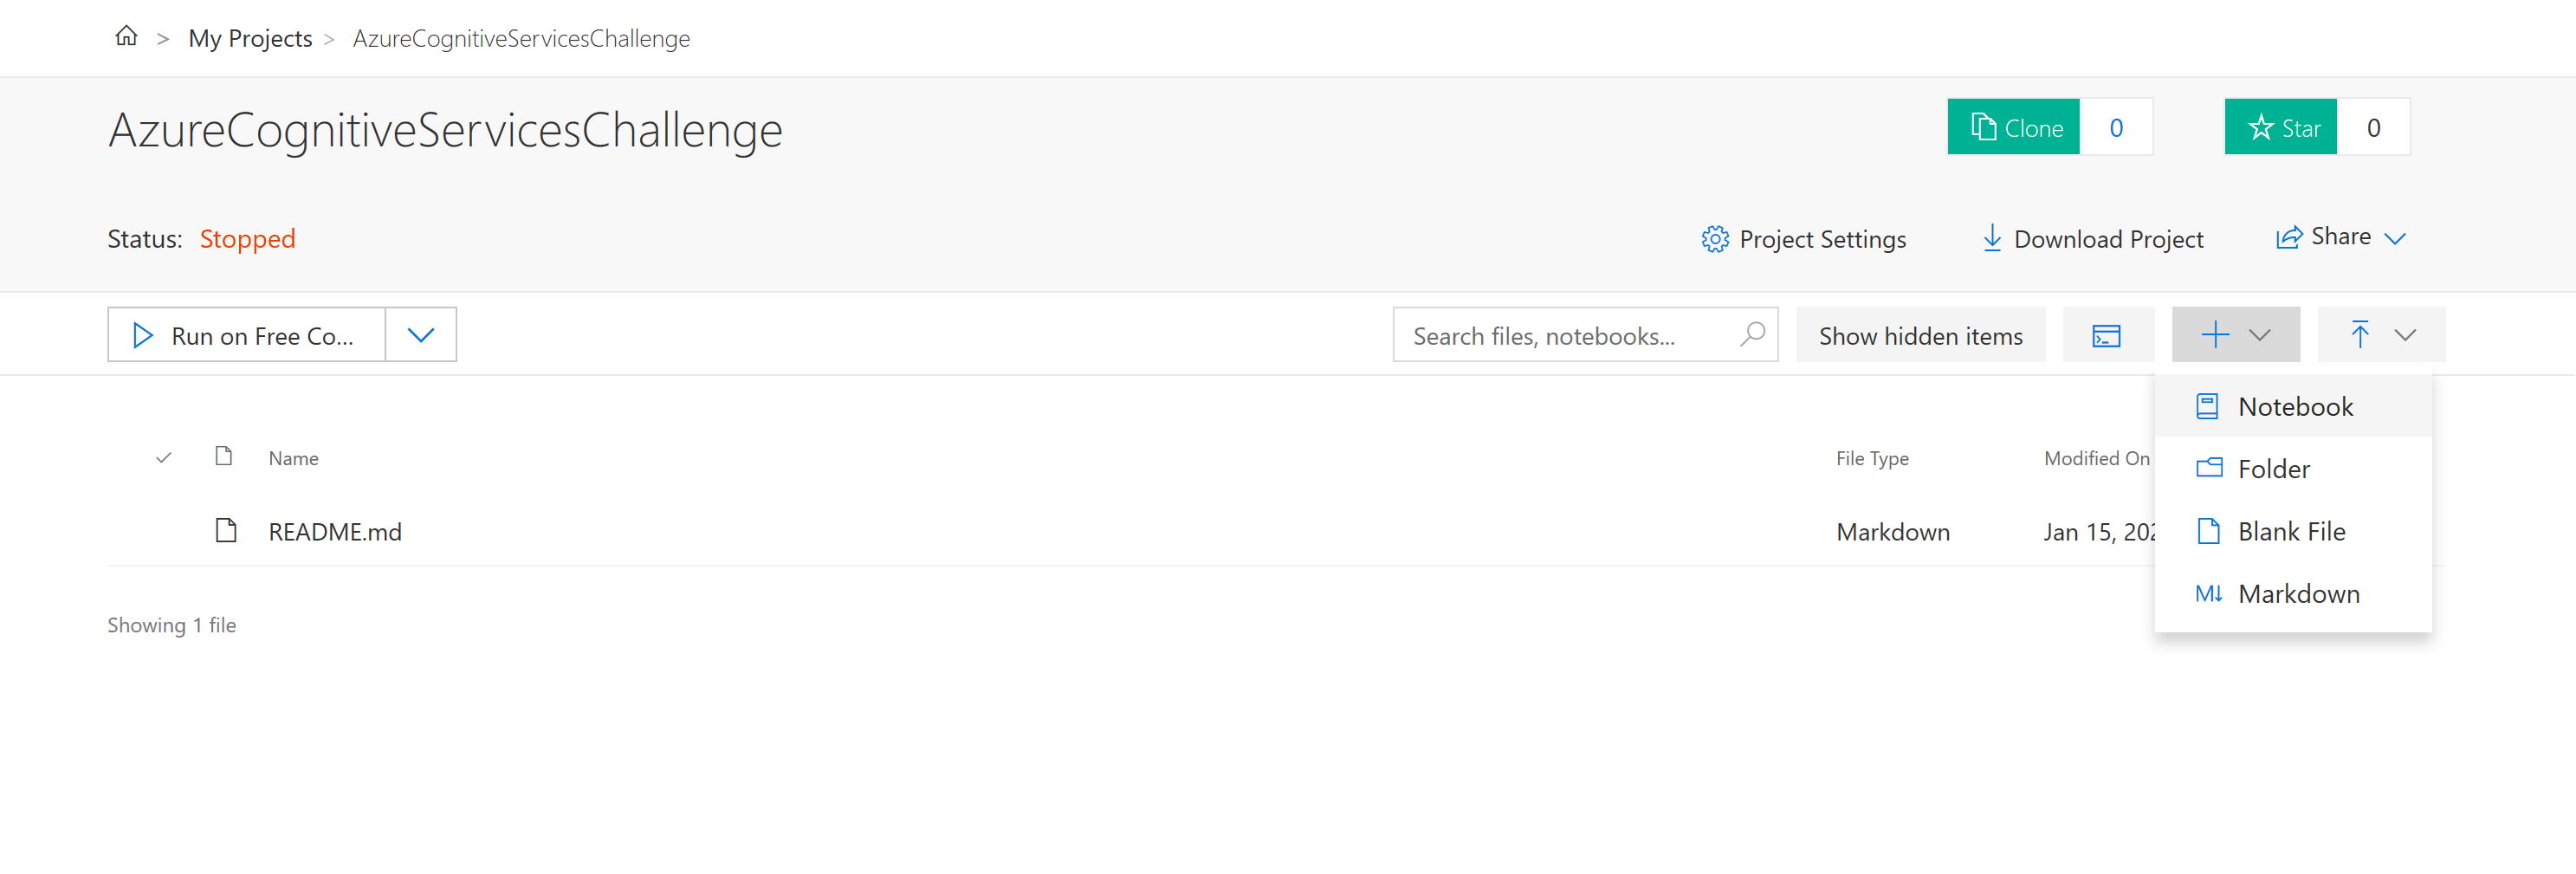 > My Projects > AzureCognitiveServicesChallenge
AzureCognitiveServicesChallenge
Clone 0
Star 0
Status: Stopped
Project Settings
Download Project
Share
Run on Free Co...
Search files, notebooks...
Show hidden items
Notebook
Folder
Blank File
M↓ Markdown
Name File Type Modified On
README.md Markdown Jan 15, 202
Showing 1 file